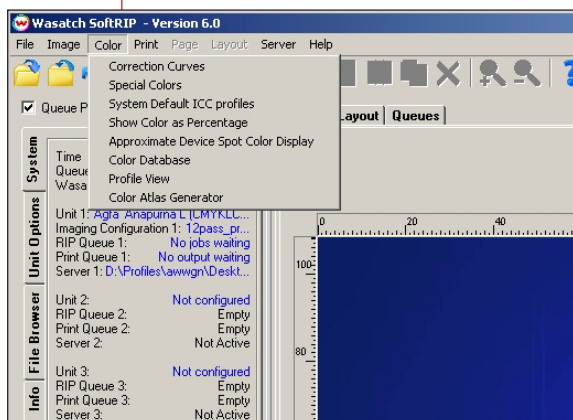 Wasatch SoftRIP - Version 6.0
File Image Color Print Page Layout Server Help
Correction Curves
Special Colors
System Default ICC profiles
Show Color as Percentage
Approximate Device Spot Color Display
Color Database
Profile View
Color Atlas Generator
Queue P
Layout Queues
System
Unit Options
File Browser
Info
Time
Queue
Wasa
Unit 1: Agfa Anapurna L (CMYKLC...
Imaging Configuration 1: 12pass_pr...
RIP Queue 1: No jobs waiting
Print Queue 1: No output waiting
Server 1: D:\Profiles\awwgn\Deskt...
Unit 2: Not configured
RIP Queue 2: Empty
Print Queue 2: Empty
Server 2: Not Active
Unit 3: Not configured
RIP Queue 3: Empty
Print Queue 3: Empty
Server 3: Not Active
0 20 40
100
80